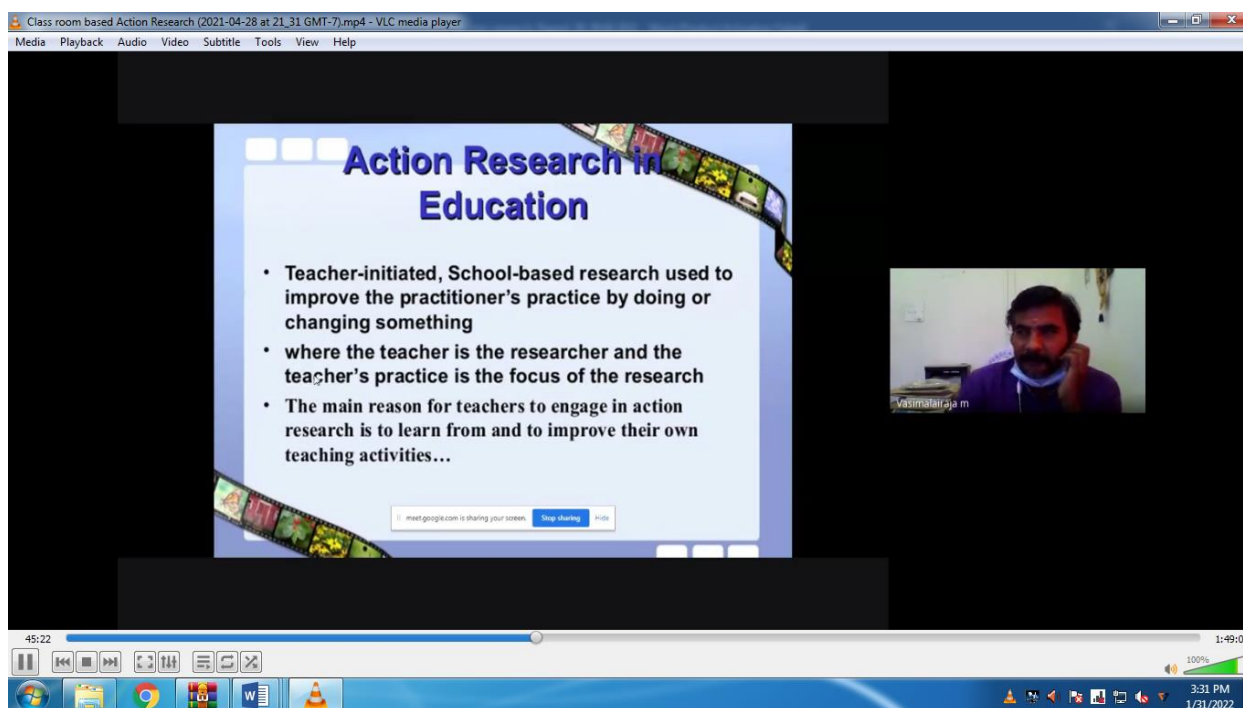 Class room based Action Research (2021-04-28 at 21_31 GMT-7).mp4 - VLC media player
Media Playback Audio Video Subtitle Tools View Help
Action Research in
Education
• Teacher-initiated, School-based research used to
improve the practitioner's practice by doing or
changing something
• where the teacher is the researcher and the
teacher's practice is the focus of the research
• The main reason for teachers to engage in action
research is to learn from and to improve their own
teaching activities…
meet.google.com is sharing your screen. Stop sharing Hide
Vasimalairaja m
45:22
1:49:0
100%
3:31 PM
1/31/2022